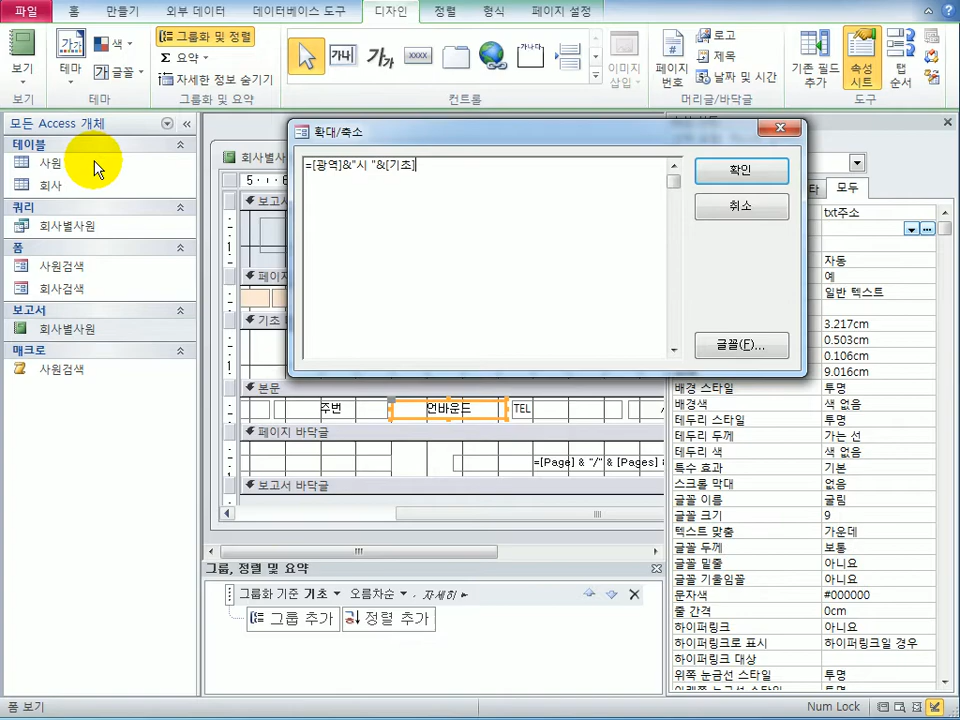 파일 홈 만들기 외부 데이터 데이터베이스 도구 디자인 정렬 형식 페이지 설정
보기 보기
가가 테마 색 글꼴 테마
그룹화 및 정렬
Σ 요약
자세한 정보 숨기기
그룹화 및 요약
가나 가나 xxxx 가나다
컨트롤
이미지 삽입
페이지 번호
로고
제목
날짜 및 시간
머리글/바닥글
기존 필드 추가
속성 시트
탭 순서
도구
모든 Access 개체
테이블
사원
회사
쿼리
회사별사원
폼
사원검색
회사검색
보고서
회사별사원
매크로
사원검색
확대/축소
=[광역]&"시 "&[기초]
확인
취소
글꼴(F)...
본문
주번 언바운드 TEL
페이지 바닥글
=[Page] & "/" & [Pages] &
보고서 바닥글
그룹, 정렬 및 요약
그룹화 기준 기초 오름차순 , 자세히
그룹 추가 정렬 추가
모두
txt주소
자동
예
일반 텍스트
3.217cm
0.503cm
0.106cm
9.016cm
배경 스타일 투명
배경색 색 없음
테두리 스타일 투명
테두리 두께 가는 선
테두리 색 색 없음
특수 효과 기본
스크롤 막대 없음
글꼴 이름 굴림
글꼴 크기 9
텍스트 맞춤 가운데
글꼴 두께 보통
글꼴 밑줄 아니요
글꼴 기울임꼴 아니요
문자색 #000000
줄 간격 0cm
하이퍼링크 아니요
하이퍼링크로 표시 하이퍼링크일 경우
하이퍼링크 대상
위쪽 눈금선 스타일 투명
폼 보기 Num Lock